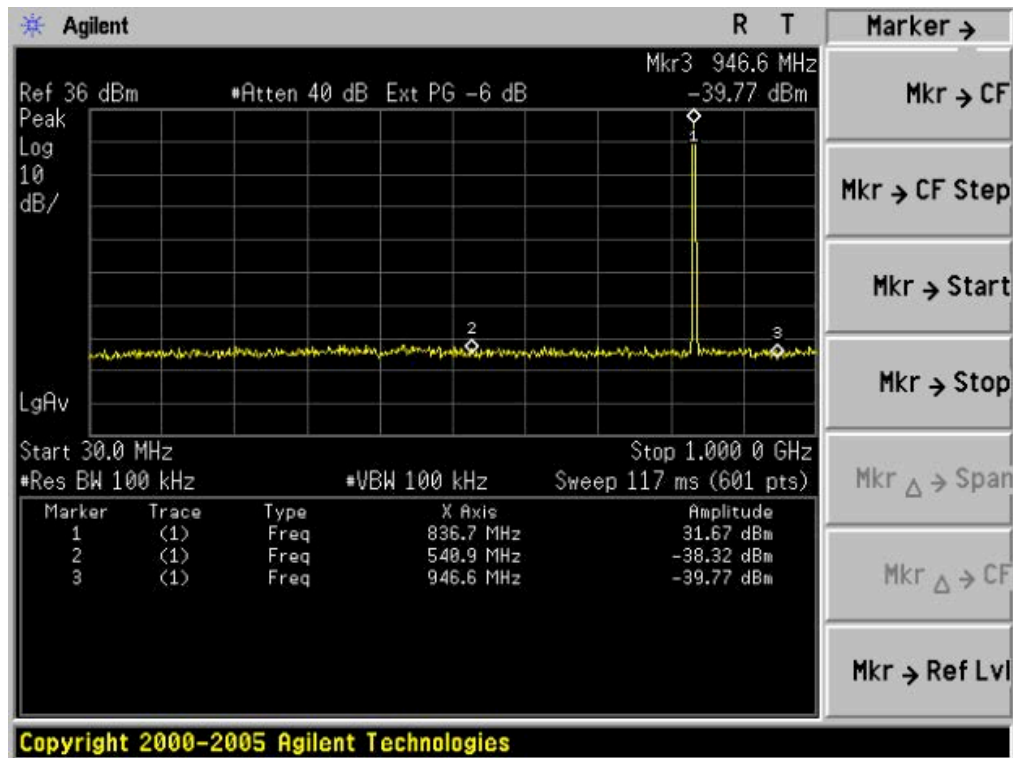 Agilent R T
Mkr3 946.6 MHz
Ref 36 dBm #Atten 40 dB Ext PG -6 dB -39.77 dBm
Peak
Log
10
dB/
1
2
3
LgAv
Start 30.0 MHz Stop 1.000 0 GHz
#Res BW 100 kHz #VBW 100 kHz Sweep 117 ms (601 pts)
Marker Trace Type X Axis Amplitude
1 (1) Freq 836.7 MHz 31.67 dBm
2 (1) Freq 540.9 MHz -38.32 dBm
3 (1) Freq 946.6 MHz -39.77 dBm
Marker →
Mkr → CF
Mkr → CF Step
Mkr → Start
Mkr → Stop
Mkr Δ → Span
Mkr Δ → CF
Mkr → Ref Lvl
Copyright 2000-2005 Agilent Technologies